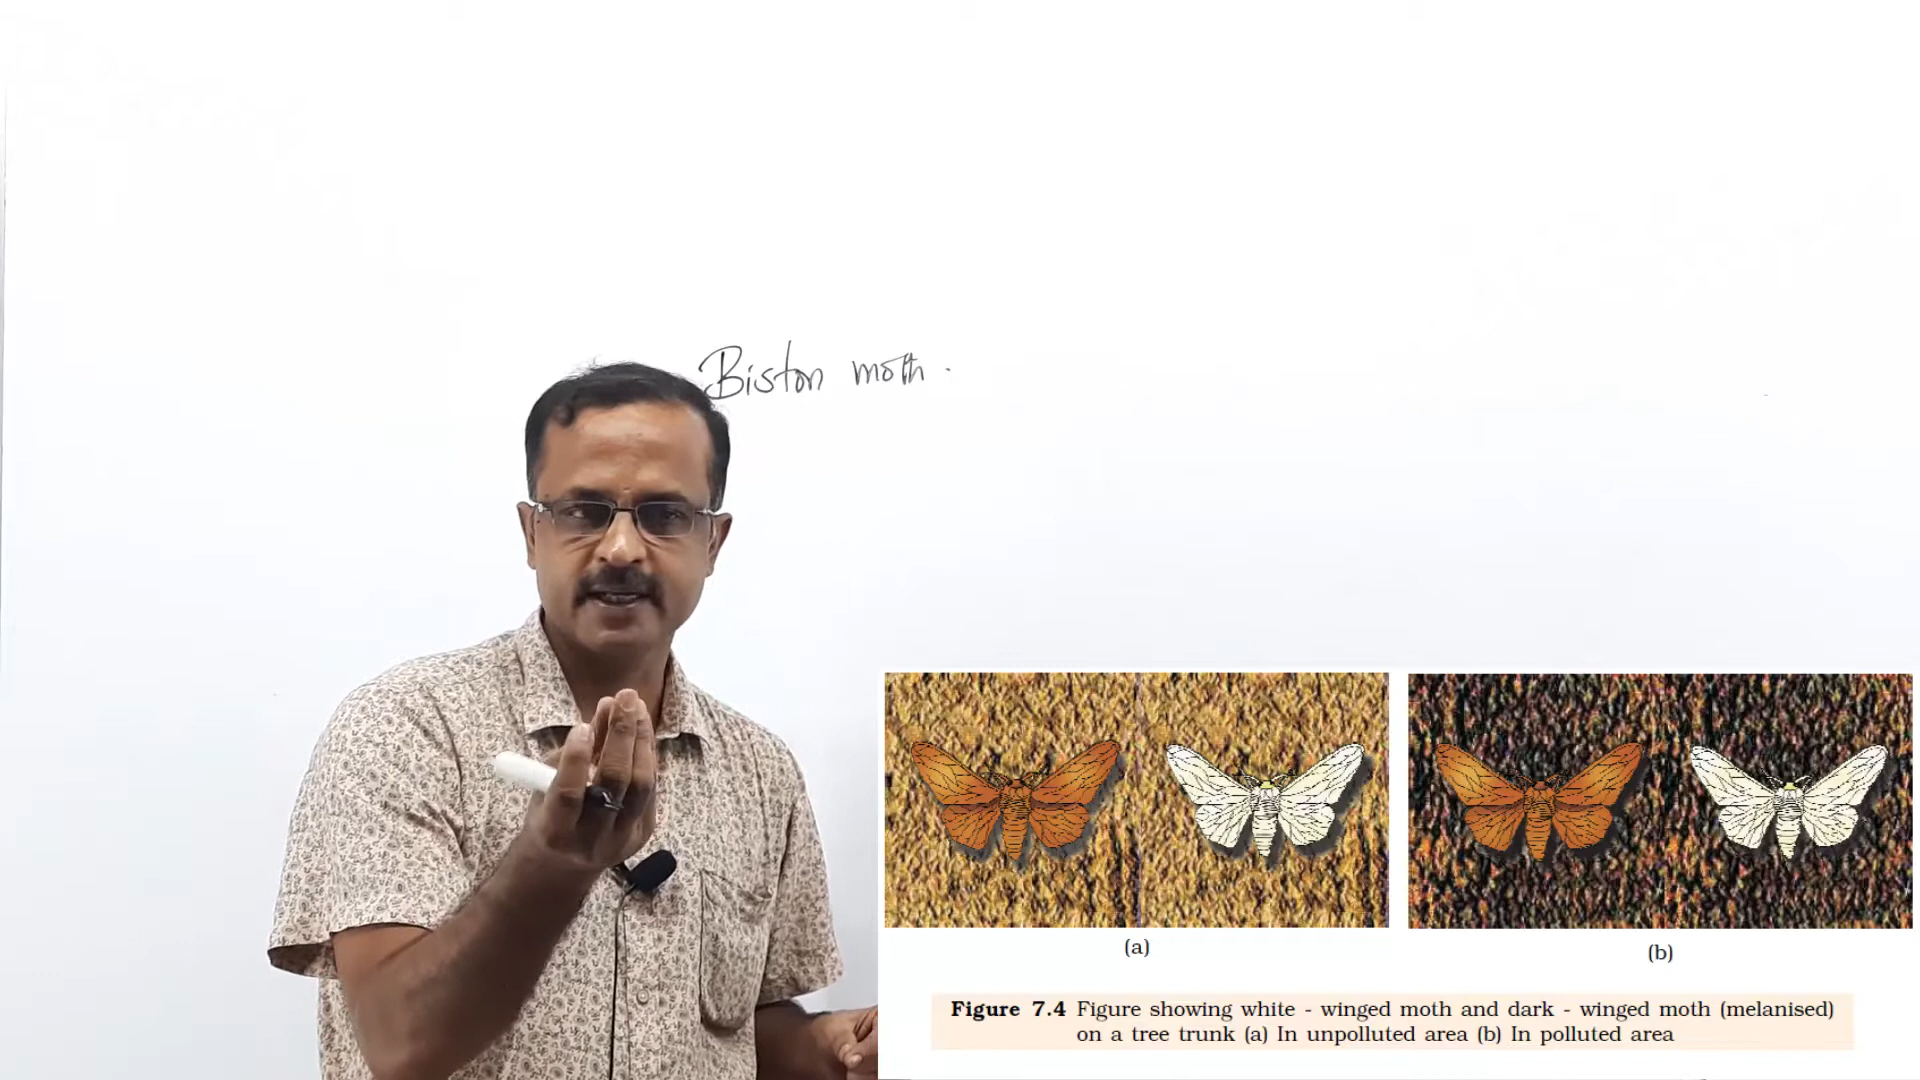 Biston moth.
(a)
(b)
Figure 7.4 Figure showing white - winged moth and dark - winged moth (melanised)
on a tree trunk (a) In unpolluted area (b) In polluted area